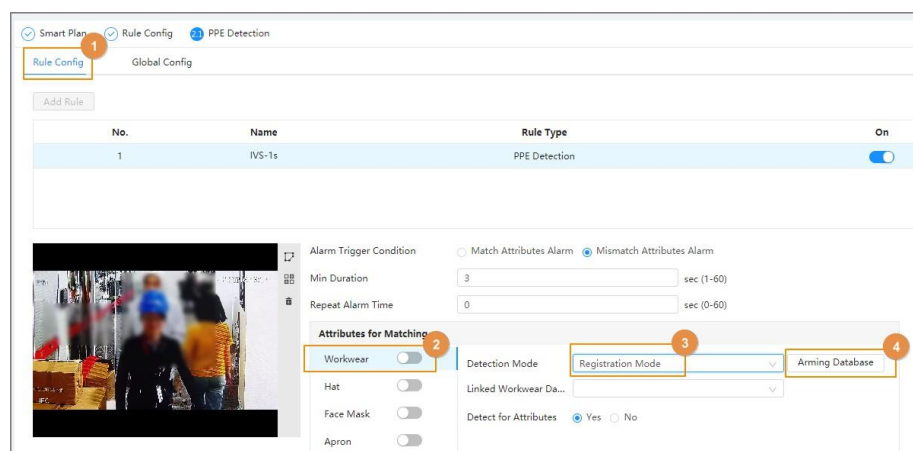 Smart Plan Rule Config 2.1 PPE Detection
1
Rule Config Global Config
Add Rule
No. Name Rule Type On
1 IVS-1s PPE Detection
Alarm Trigger Condition Match Attributes Alarm Mismatch Attributes Alarm
Min Duration 3 sec (1-60)
Repeat Alarm Time 0 sec (0-60)
Attributes for Matching
2
3
4
Workwear Detection Mode Registration Mode Arming Database
Hat Linked Workwear Da...
Face Mask Detect for Attributes Yes No
Apron